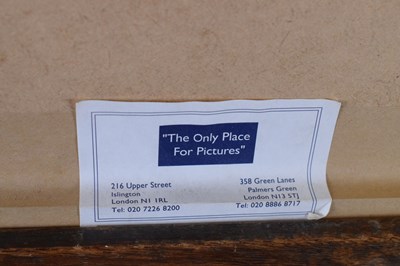 "The Only Place
For Pictures"
216 Upper Street
Islington
London N1 1RL
Tel: 020 7226 8200
358 Green Lanes
Palmers Green
London N13 5TJ
Tel: 020 8886 8717